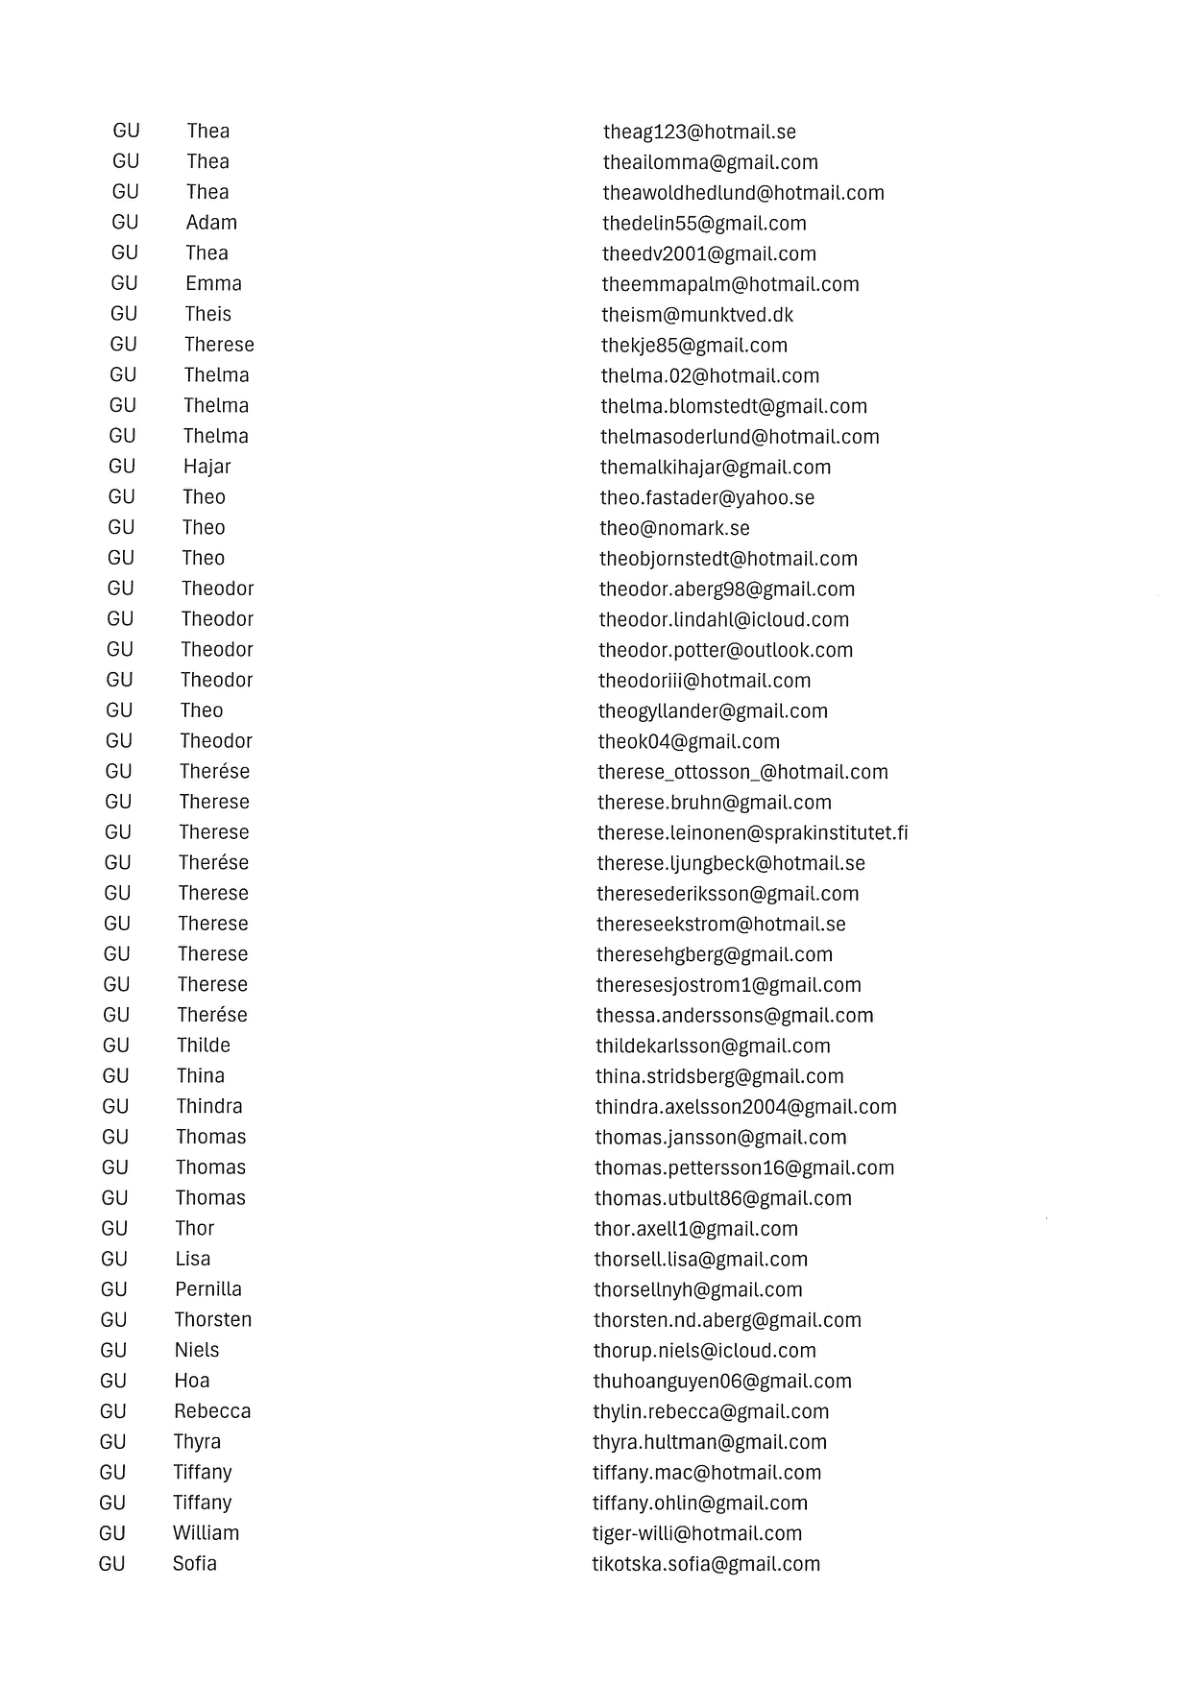 GU Thea theag123@hotmail.se
GU Thea theailomma@gmail.com
GU Thea theawoldhedlund@hotmail.com
GU Adam thedelin55@gmail.com
GU Thea theedv2001@gmail.com
GU Emma theemmapalm@hotmail.com
GU Theis theism@munktved.dk
GU Therese thekje85@gmail.com
GU Thelma thelma.02@hotmail.com
GU Thelma thelma.blomstedt@gmail.com
GU Thelma thelmasoderlund@hotmail.com
GU Hajar themalkihajar@gmail.com
GU Theo theo.fastader@yahoo.se
GU Theo theo@nomark.se
GU Theo theobjornstedt@hotmail.com
GU Theodor theodor.aberg98@gmail.com
GU Theodor theodor.lindahl@icloud.com
GU Theodor theodor.potter@outlook.com
GU Theodor theodoriii@hotmail.com
GU Theo theogyllander@gmail.com
GU Theodor theok04@gmail.com
GU Therése therese_ottosson_@hotmail.com
GU Therese therese.bruhn@gmail.com
GU Therese therese.leinonen@sprakinstitutet.fi
GU Therése therese.ljungbeck@hotmail.se
GU Therese theresederiksson@gmail.com
GU Therese thereseekstrom@hotmail.se
GU Therese theresehgberg@gmail.com
GU Therese theresesjostrom1@gmail.com
GU Therése thessa.anderssons@gmail.com
GU Thilde thildekarlsson@gmail.com
GU Thina thina.stridsberg@gmail.com
GU Thindra thindra.axelsson2004@gmail.com
GU Thomas thomas.jansson@gmail.com
GU Thomas thomas.pettersson16@gmail.com
GU Thomas thomas.utbult86@gmail.com
GU Thor thor.axell1@gmail.com
GU Lisa thorsell.lisa@gmail.com
GU Pernilla thorsellnyh@gmail.com
GU Thorsten thorsten.nd.aberg@gmail.com
GU Niels thorup.niels@icloud.com
GU Hoa thuhoanguyen06@gmail.com
GU Rebecca thylin.rebecca@gmail.com
GU Thyra thyra.hultman@gmail.com
GU Tiffany tiffany.mac@hotmail.com
GU Tiffany tiffany.ohlin@gmail.com
GU William tiger-willi@hotmail.com
GU Sofia tikotska.sofia@gmail.com